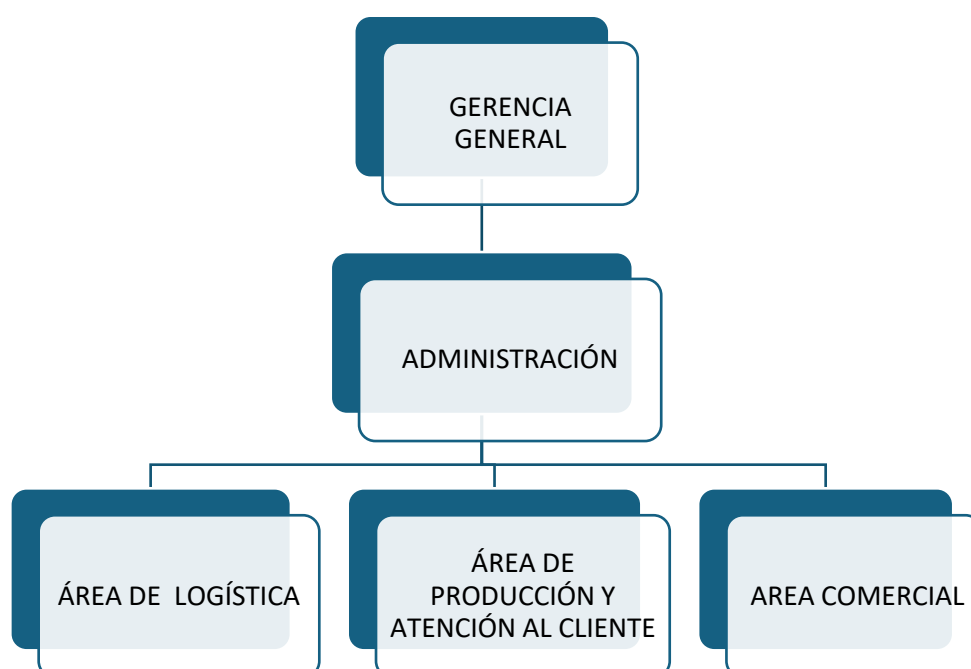 GERENCIA
GENERAL
ADMINISTRACIÓN
ÁREA DE LOGÍSTICA
ÁREA DE
PRODUCCIÓN Y
ATENCIÓN AL CLIENTE
AREA COMERCIAL